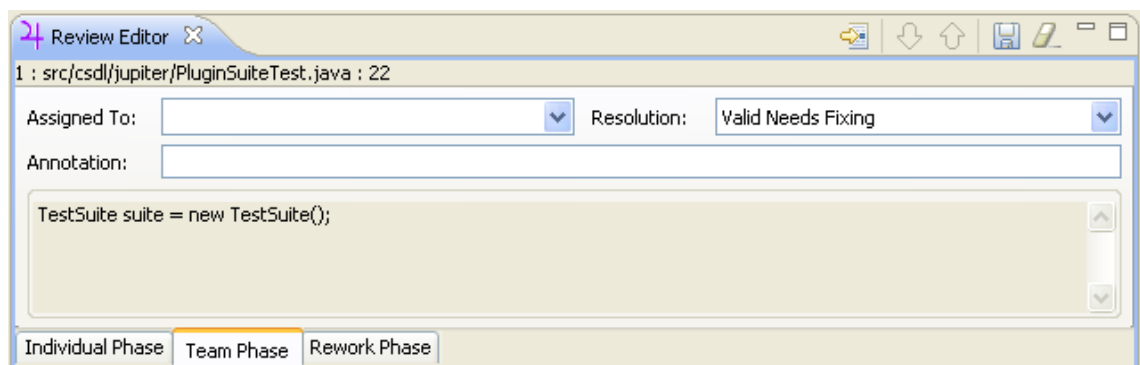 Review Editor
1 : src/csdl/jupiter/PluginSuiteTest.java : 22
Assigned To: Resolution: Valid Needs Fixing
Annotation:
TestSuite suite = new TestSuite();
Individual Phase Team Phase Rework Phase